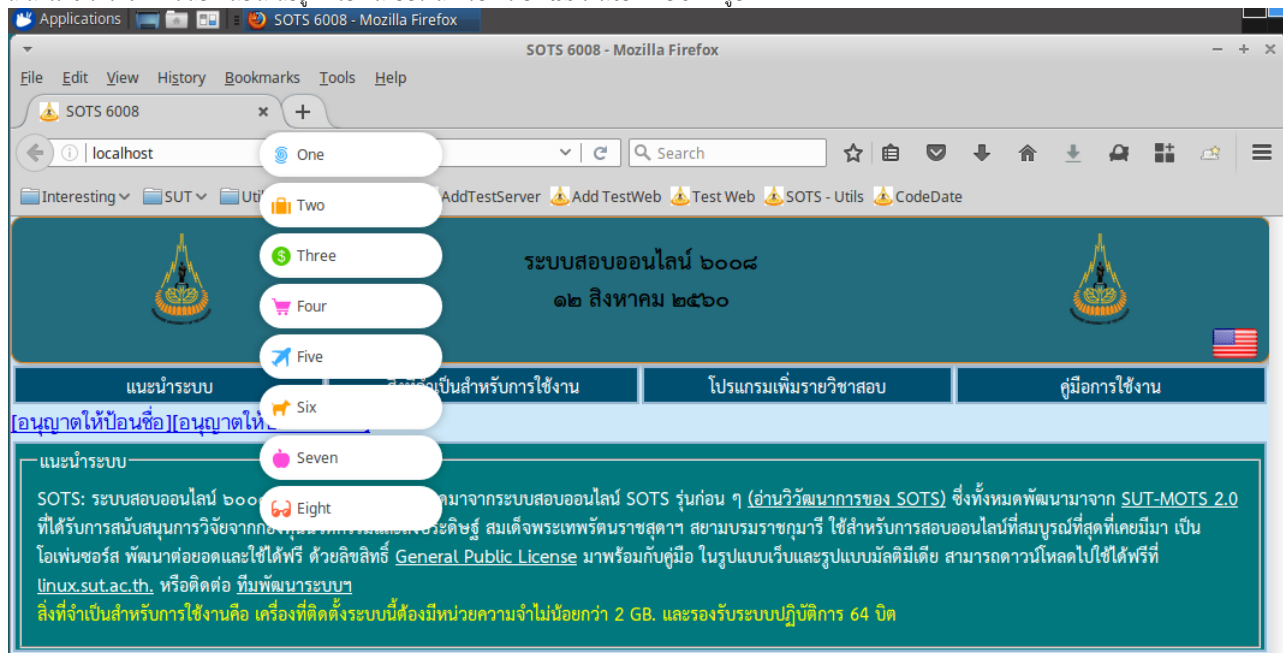 Applications
SOTS 6008 - Mozilla Firefox
SOTS 6008 - Mozilla Firefox
File Edit View History Bookmarks Tools Help
SOTS 6008
localhost
Search
Interesting SUT Uti
AddTestServer Add TestWeb Test Web SOTS - Utils CodeDate
One
Two
Three
Four
Five
Six
Seven
Eight
ระบบสอบออนไลน์ ๖๐๐๘
๑๒ สิงหาคม ๒๕๖๐
แนะนำระบบ
สิ่งที่จำเป็นสำหรับการใช้งาน
โปรแกรมเพิ่มรายวิชาสอบ
คู่มือการใช้งาน
[อนุญาตให้ป้อนชื่อ][อนุญาตให้
แนะนำระบบ
SOTS: ระบบสอบออนไลน์ ๖๐๐ มาจากระบบสอบออนไลน์ SOTS รุ่นก่อน ๆ (อ่านวิวัฒนาการของ SOTS) ซึ่งทั้งหมดพัฒนามาจาก SUT-MOTS 2.0
ที่ได้รับการสนับสนุนการวิจัยจาก สมเด็จพระเทพรัตนราชสุดาฯ สยามบรมราชกุมารี ใช้สำหรับการสอบออนไลน์ที่สมบูรณ์ที่สุดที่เคยมีมา เป็น
โอเพ่นซอร์ส พัฒนาต่อยอดและใช้ได้ฟรี ด้วยลิขสิทธิ์ General Public License มาพร้อมกับคู่มือ ในรูปแบบเว็บและรูปแบบมัลติมีเดีย สามารถดาวน์โหลดไปใช้ได้ฟรีที่
linux.sut.ac.th. หรือติดต่อ ทีมพัฒนาระบบฯ
สิ่งที่จำเป็นสำหรับการใช้งานคือ เครื่องที่ติดตั้งระบบนี้ต้องมีหน่วยความจำไม่น้อยกว่า 2 GB. และรองรับระบบปฏิบัติการ 64 บิต